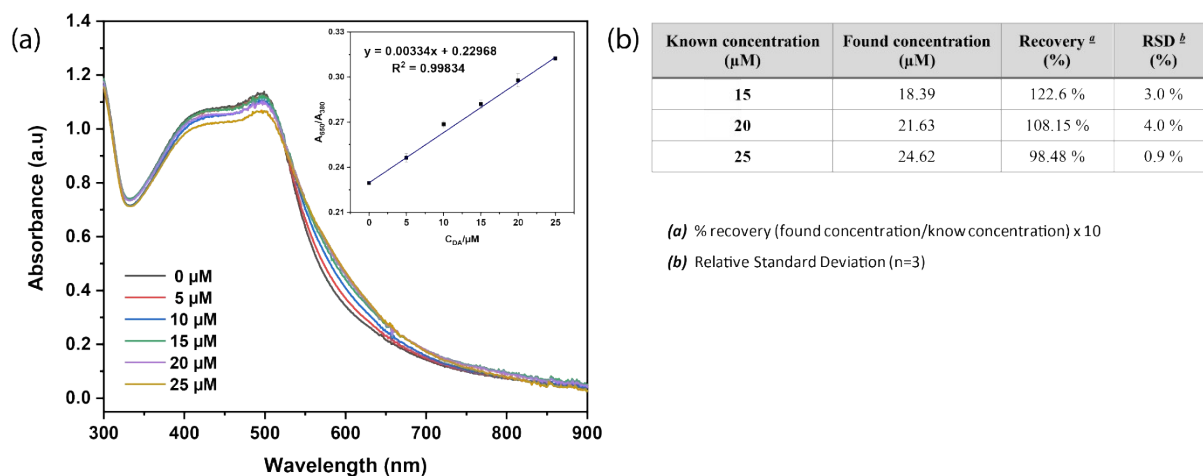 (a)
Absorbance (a.u)
1.4
1.2
1.0
0.8
0.6
0.4
0.2
0.0
300 400 500 600 700 800 900
Wavelength (nm)
0 µM
5 µM
10 µM
15 µM
20 µM
25 µM
y = 0.00334x + 0.22968
R² = 0.99834
A₆₅₀/A₃₈₀
0.33
0.30
0.27
0.24
0.21
0 5 10 15 20 25
C_DA/µM
(b)
Known concentration (µM) Found concentration (µM) Recovery ª (%) RSD ᵇ (%)
15 18.39 122.6 % 3.0 %
20 21.63 108.15 % 4.0 %
25 24.62 98.48 % 0.9 %
(a) % recovery (found concentration/know concentration) x 10
(b) Relative Standard Deviation (n=3)